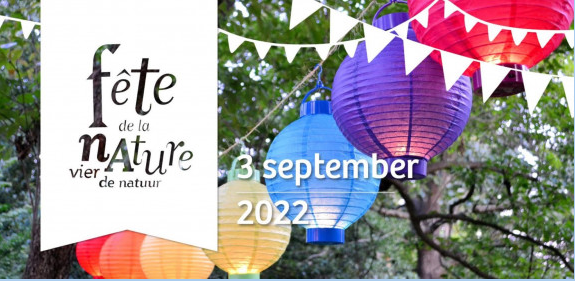 fête
de la
nAture
vier
de natuur
3 september
2022